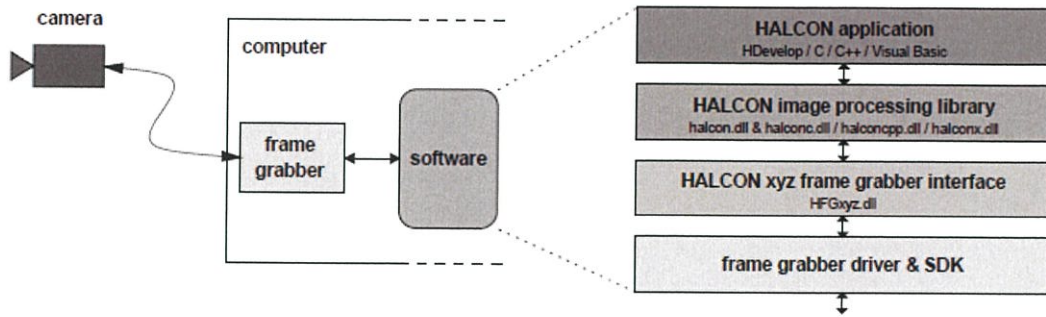 camera
computer
frame
grabber
software
HALCON application
HDevelop / C / C++ / Visual Basic
HALCON image processing library
halcon.dll & halconc.dll / halconcpp.dll / halconx.dll
HALCON xyz frame grabber interface
HFGxyz.dll
frame grabber driver & SDK